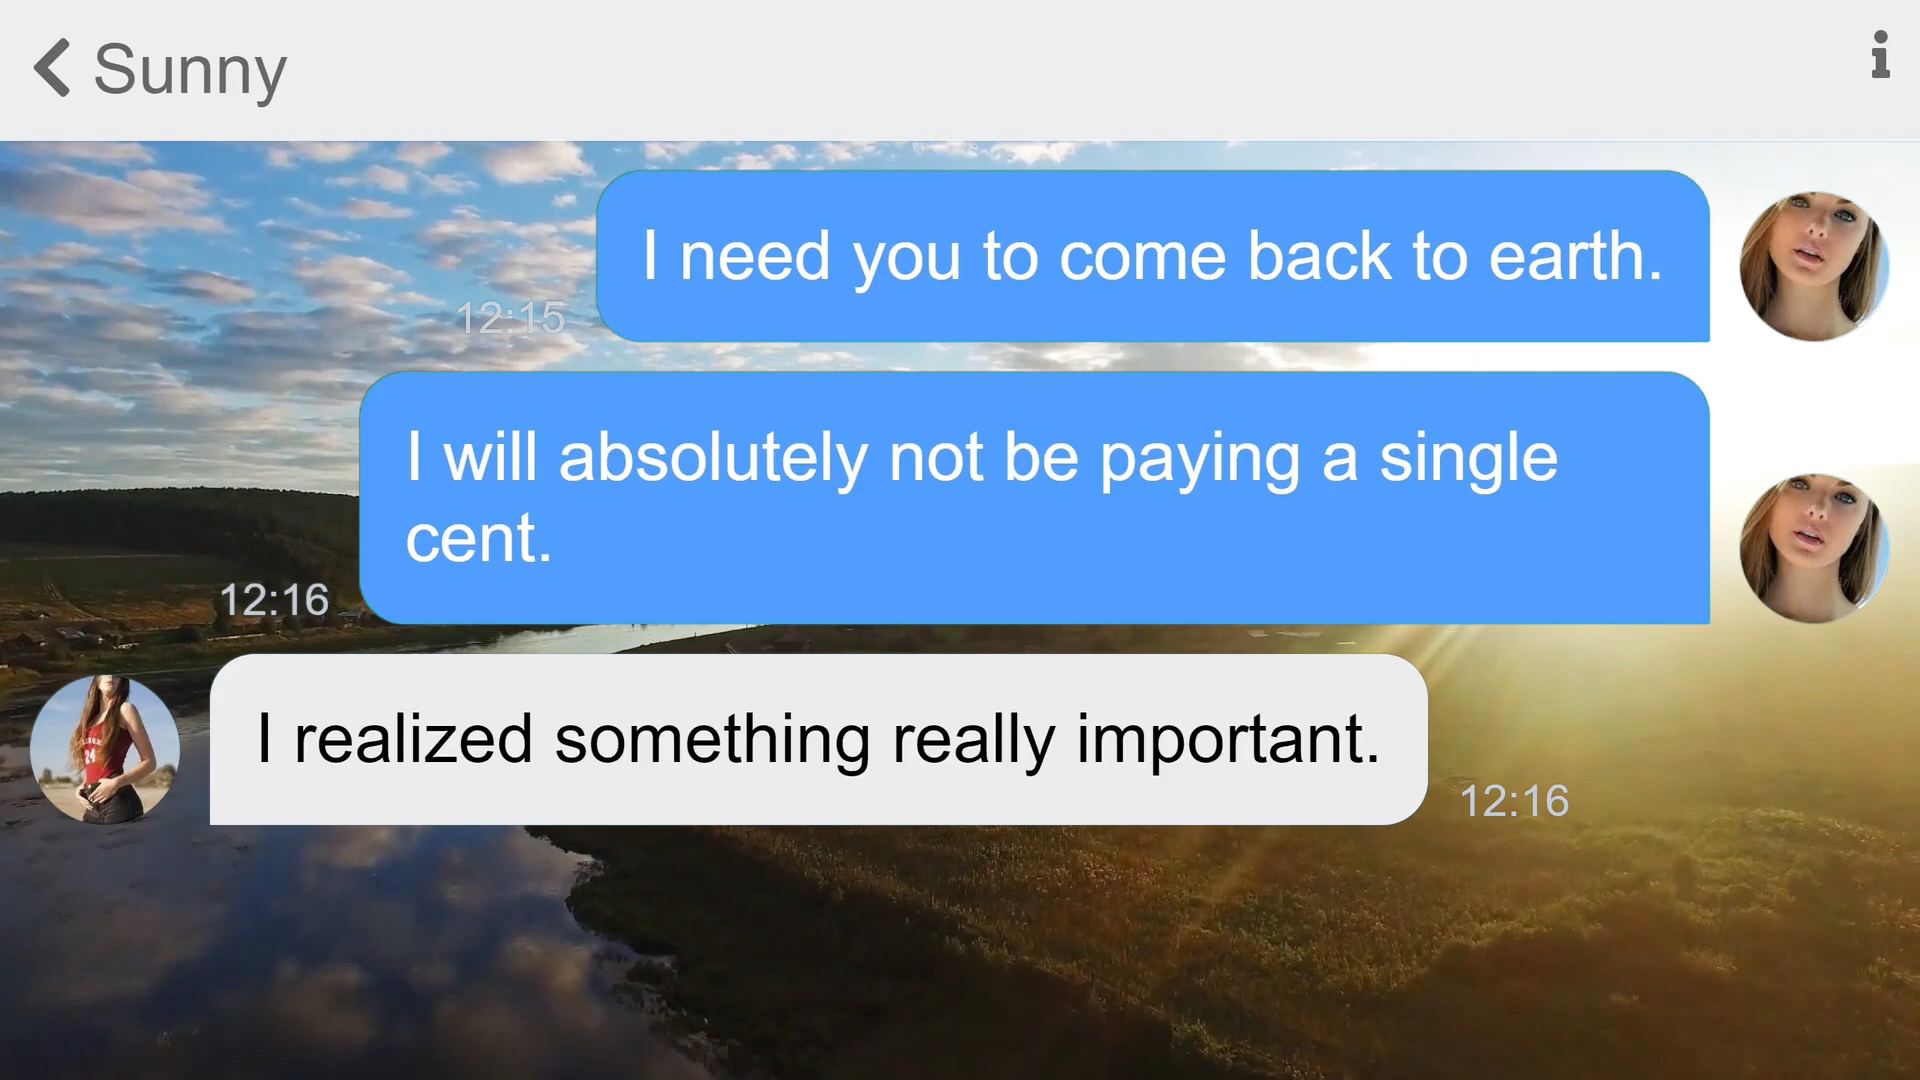 Sunny
I need you to come back to earth.
12:15
I will absolutely not be paying a single
cent.
12:16
I realized something really important.
12:16
24